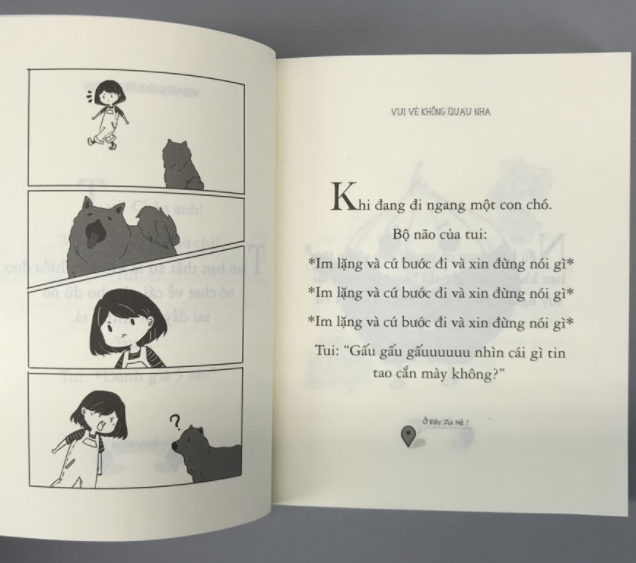 ?
VUI VẺ KHÔNG QUẠU NHA
Khi đang đi ngang một con chó.
Bộ não của tui:
*Im lặng và cứ bước đi và xin đừng nói gì*
*Im lặng và cứ bước đi và xin đừng nói gì*
*Im lặng và cứ bước đi và xin đừng nói gì*
Tui: “Gấu gấu gấuuuuuu nhìn cái gì tin
tao cắn mày không?”
Ở Đây Zui Nè !